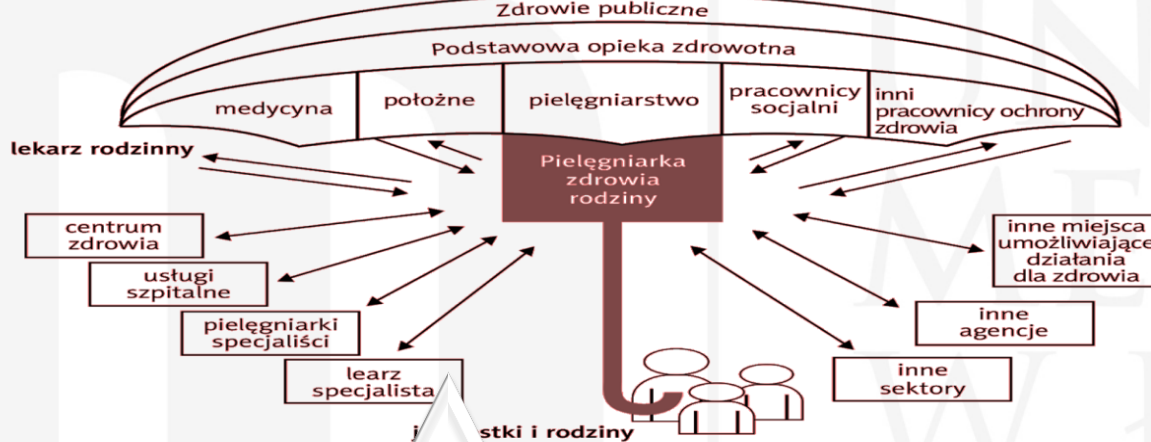 Zdrowie publiczne
Podstawowa opieka zdrowotna
medycyna
położne
pielęgniarstwo
pracownicy
socjalni
inni
pracownicy ochrony
zdrowia
lekarz rodzinny
Pielęgniarka
zdrowia
rodziny
centrum
zdrowia
usługi
szpitalne
pielęgniarki
specjaliści
learz
specjalista
inne miejsca
umożliwiające
działania
dla zdrowia
inne
agencje
inne
sektory
i rodziny